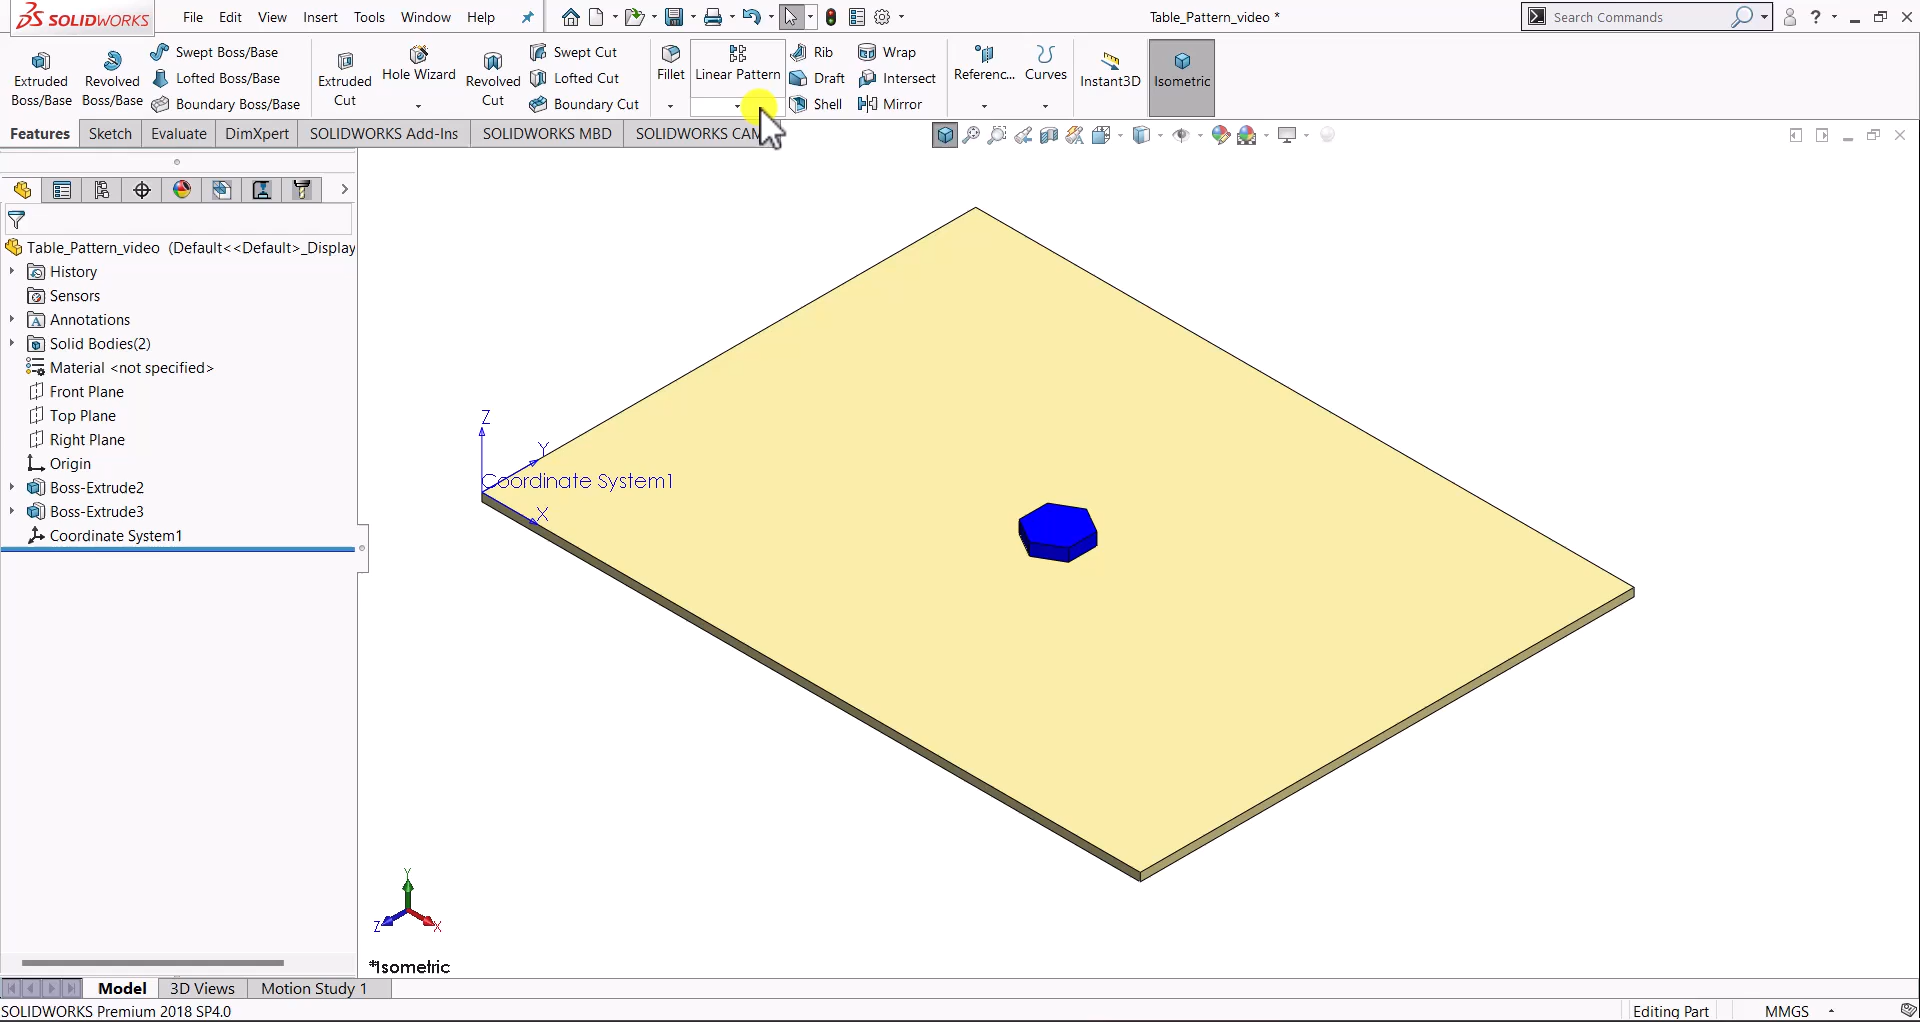 SOLIDWORKS File Edit View Insert Tools Window Help Table_Pattern_video * Search Commands ?
Extruded Boss/Base
Revolved Boss/Base
Swept Boss/Base
Lofted Boss/Base
Boundary Boss/Base
Extruded Cut
Hole Wizard
Revolved Cut
Swept Cut
Lofted Cut
Boundary Cut
Fillet
Linear Pattern
Rib
Draft
Shell
Wrap
Intersect
Mirror
Referenc...
Curves
Instant3D
Isometric
Features Sketch Evaluate DimXpert SOLIDWORKS Add-Ins SOLIDWORKS MBD SOLIDWORKS CAM
Table_Pattern_video (Default<<Default>_Display
History
Sensors
Annotations
Solid Bodies(2)
Material <not specified>
Front Plane
Top Plane
Right Plane
Origin
Boss-Extrude2
Boss-Extrude3
Coordinate System1
Z
Y
Coordinate System1
X
Y
Z X
*Isometric
Model 3D Views Motion Study 1
SOLIDWORKS Premium 2018 SP4.0 Editing Part MMGS